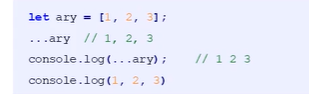 let ary = [1, 2, 3];
...ary  // 1, 2, 3
console.log(...ary);    // 1 2 3
console.log(1, 2, 3)